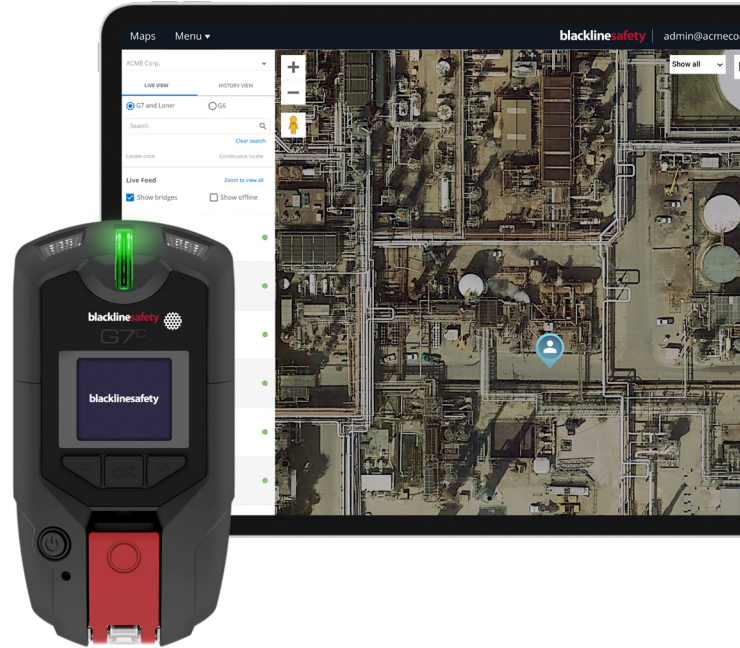 Maps Menu
blacklinesafety admin@acmeco
ACME Corp.
Show all
LIVE VIEW HISTORY VIEW
G7 and Loner G6
Search
Clear search
Locate once Continuous locate
Live Feed Zoom to view all
Show bridges Show offline
blacklinesafety
G7C
blacklinesafety
OK